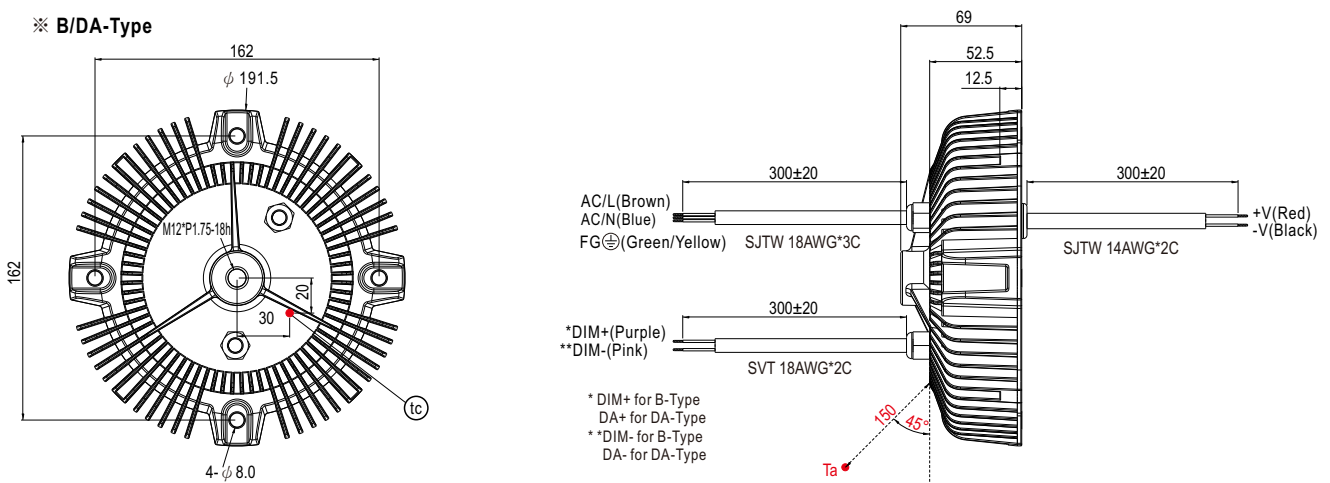 ※ B/DA-Type
162
ϕ 191.5
162
M12*P1.75-18h
20
30
tc
4- ϕ 8.0
69
52.5
12.5
300±20
300±20
AC/L(Brown)
AC/N(Blue)
FG⏚(Green/Yellow)
SJTW 18AWG*3C
+V(Red)
-V(Black)
SJTW 14AWG*2C
300±20
*DIM+(Purple)
**DIM-(Pink)
SVT 18AWG*2C
* DIM+ for B-Type
DA+ for DA-Type
* *DIM- for B-Type
DA- for DA-Type
150
45°
Ta